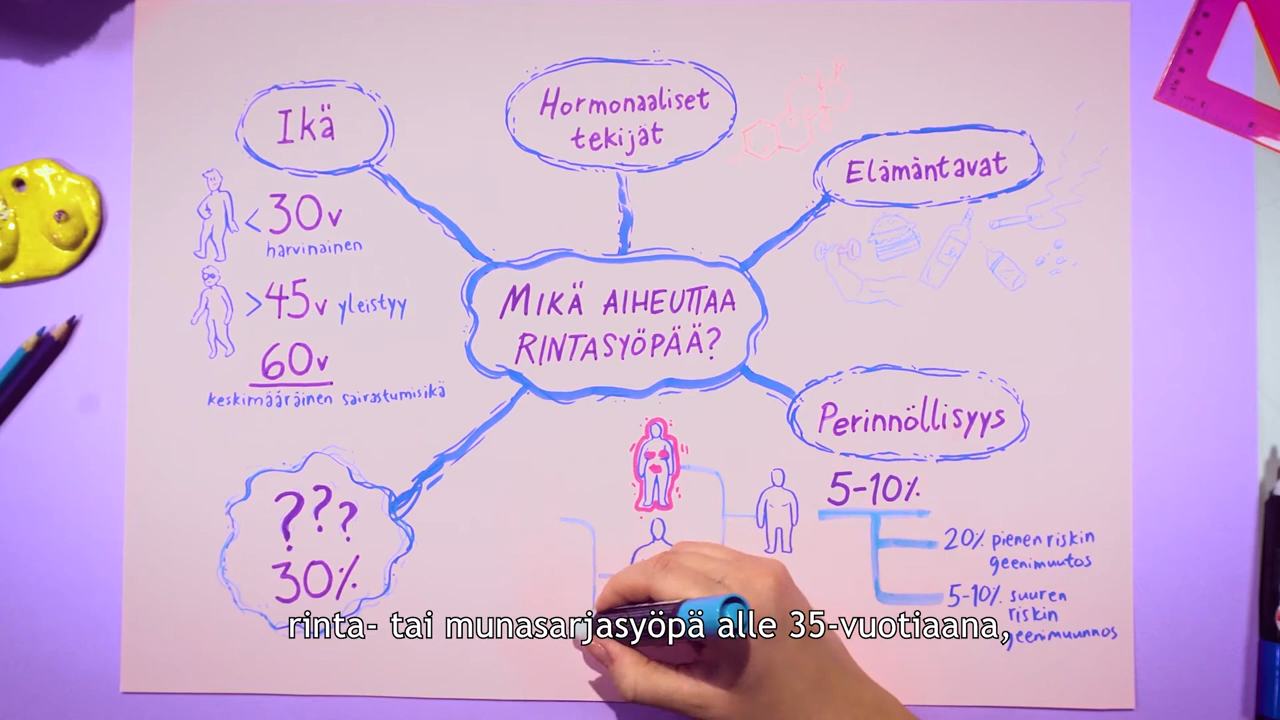 Ikä
< 30v
harvinainen
> 45v yleistyy
60v
keskimääräinen sairastumisikä
Hormonaaliset
tekijät
Elämäntavat
MIKÄ AIHEUTTAA
RINTASYÖPÄÄ?
Perinnöllisyys
5-10%
20% pienen riskin
geenimuutos
5-10% suuren
riskin
geenimuunnos
???
30%
rinta- tai munasarjasyöpä alle 35-vuotiaana,